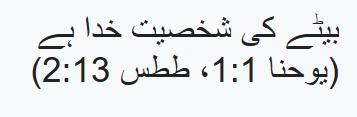 بیٹے کی شخصیت خدا ہے
(یوحنا 1:1، ططس 2:13)